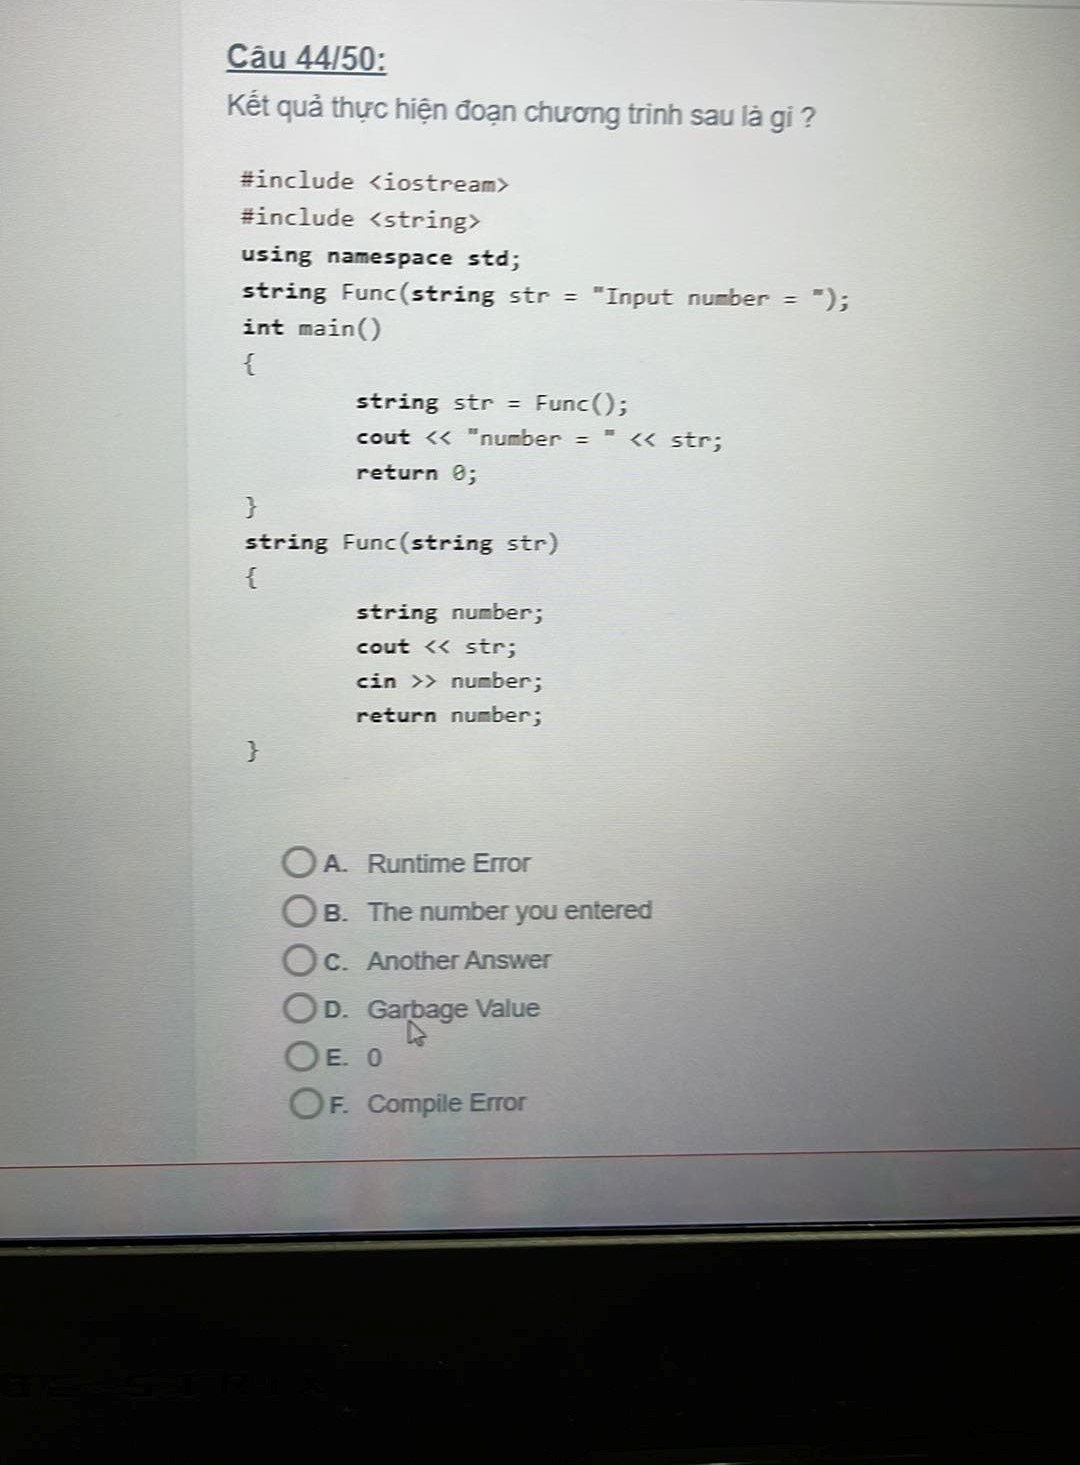 Câu 44/50:
Kết quả thực hiện đoạn chương trình sau là gì ?
#include <iostream>
#include <string>
using namespace std;
string Func(string str = "Input number = ");
int main()
{
string str = Func();
cout << "number = " << str;
return 0;
}
string Func(string str)
{
string number;
cout << str;
cin >> number;
return number;
}
A. Runtime Error
B. The number you entered
C. Another Answer
D. Garbage Value
E. 0
F. Compile Error
STRIX